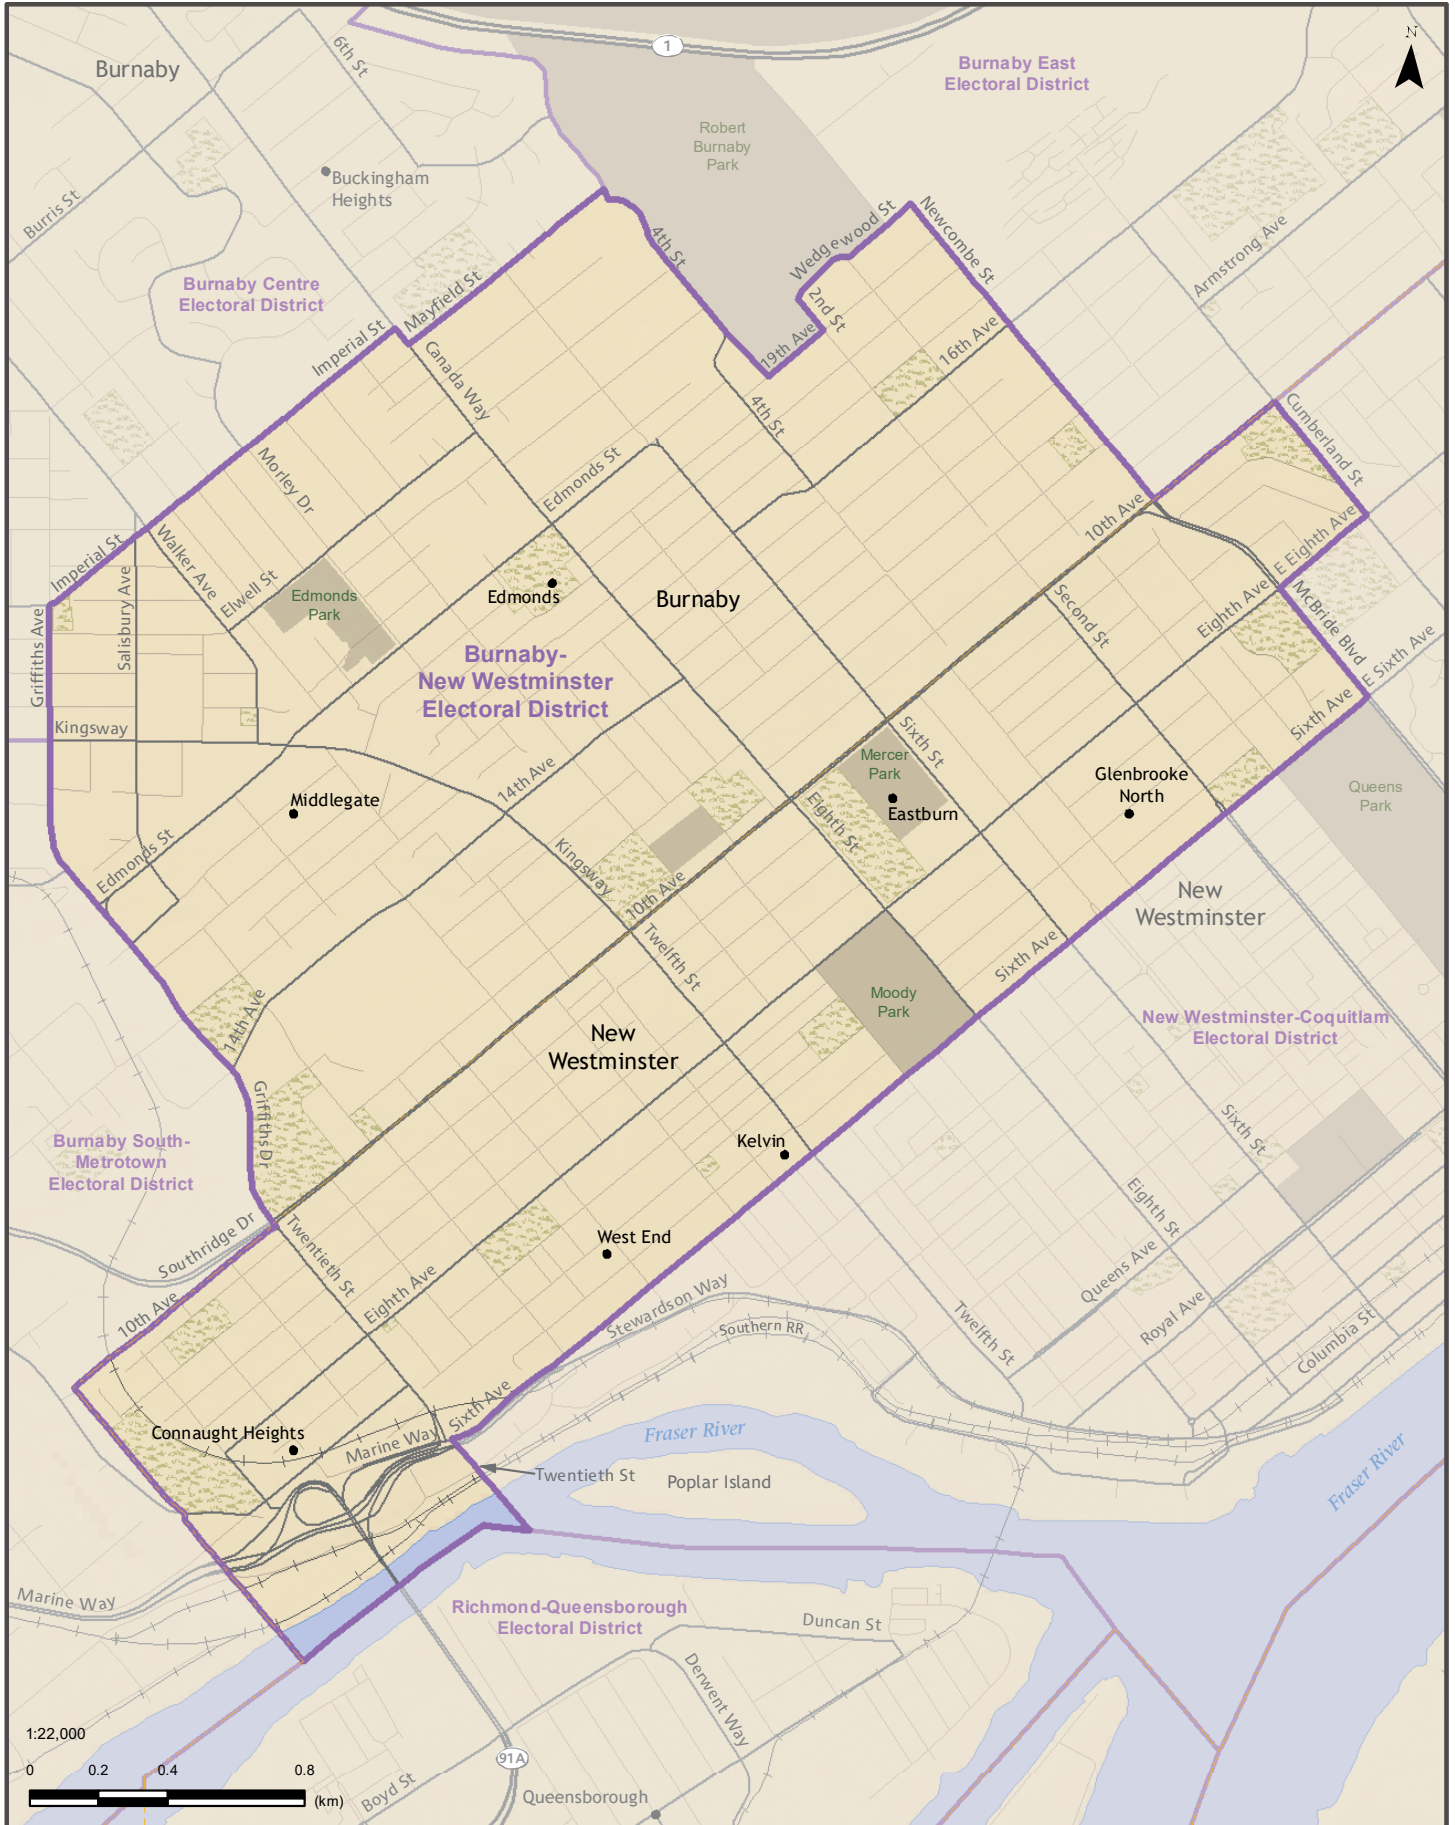 N
1
6th St
Burnaby
Burnaby East
Electoral District
Robert
Burnaby
Park
Buckingham
Heights
Burris St
4th St
Wedgewood St
Newcombe St
Armstrong Ave
Burnaby Centre
Electoral District
Mayfield St
Imperial St
2nd St
19th Ave
16th Ave
Canada Way
4th St
Cumberland St
Morley Dr
Edmonds St
10th Ave
E Eighth Ave
Imperial St
Walker Ave
Salisbury Ave
Elwell St
Edmonds
Park
Edmonds
Burnaby
Second St
Eighth Ave
McBride Blvd
E Sixth Ave
Griffiths Ave
Burnaby-
New Westminster
Electoral District
Kingsway
Sixth Ave
Sixth St
Mercer
Park
Eastburn
Glenbrooke
North
Queens
Park
14th Ave
Middlegate
Eighth St
Kingsway
Edmonds St
10th Ave
New
Westminster
Twelfth St
Sixth Ave
Moody
Park
New Westminster-Coquitlam
Electoral District
14th Ave
New
Westminster
Griffiths Dr
Burnaby South-
Metrotown
Electoral District
Kelvin
Sixth St
Eighth St
Southridge Dr
Twentieth St
West End
Queens Ave
10th Ave
Eighth Ave
Stewardson Way
Southern RR
Twelfth St
Royal Ave
Columbia St
Sixth Ave
Connaught Heights
Marine Way
Fraser River
Twentieth St
Poplar Island
Fraser River
Marine Way
Richmond-Queensborough
Electoral District
Duncan St
Derwent Way
1:22,000
0 0.2 0.4 0.8
(km)
91A
Boyd St
Queensborough